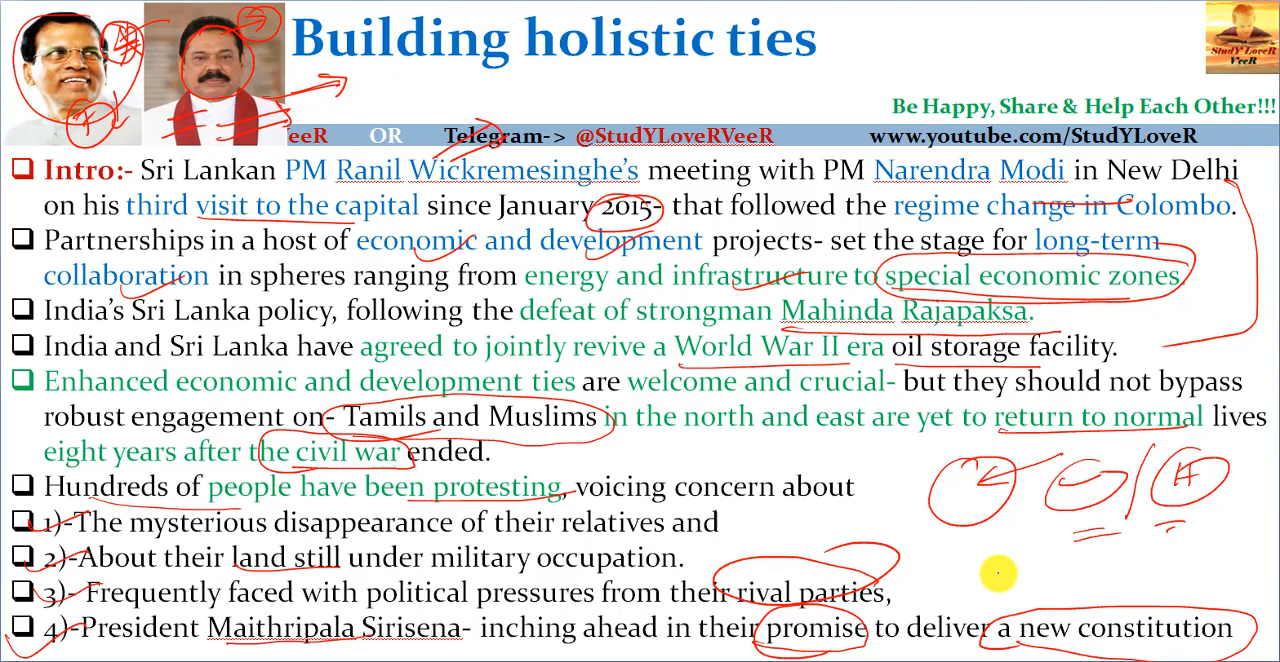 Building holistic ties
StudY LoveR
VeeR
Be Happy, Share & Help Each Other!!!
VeeR OR Telegram-> @StudYLoveRVeeR www.youtube.com/StudYLoveR
Intro:- Sri Lankan PM Ranil Wickremesinghe's meeting with PM Narendra Modi in New Delhi
on his third visit to the capital since January 2015- that followed the regime change in Colombo.
Partnerships in a host of economic and development projects- set the stage for long-term
collaboration in spheres ranging from energy and infrastructure to special economic zones.
India's Sri Lanka policy, following the defeat of strongman Mahinda Rajapaksa.
India and Sri Lanka have agreed to jointly revive a World War II era oil storage facility.
Enhanced economic and development ties are welcome and crucial- but they should not bypass
robust engagement on- Tamils and Muslims in the north and east are yet to return to normal lives
eight years after the civil war ended.
Hundreds of people have been protesting, voicing concern about
1)-The mysterious disappearance of their relatives and
2)-About their land still under military occupation.
3)- Frequently faced with political pressures from their rival parties,
4)-President Maithripala Sirisena- inching ahead in their promise to deliver a new constitution